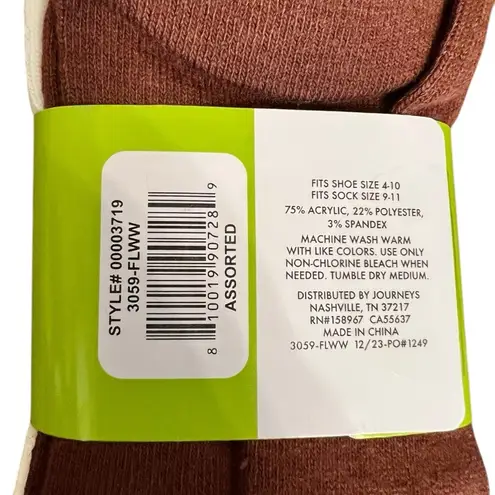 STYLE# 00003719
3059-FLWW
8 10019 90728 9
ASSORTED
FITS SHOE SIZE 4-10
FITS SOCK SIZE 9-11
75% ACRYLIC, 22% POLYESTER,
3% SPANDEX
MACHINE WASH WARM
WITH LIKE COLORS. USE ONLY
NON-CHLORINE BLEACH WHEN
NEEDED. TUMBLE DRY MEDIUM.
DISTRIBUTED BY JOURNEYS
NASHVILLE, TN 37217
RN#158967 CA55637
MADE IN CHINA
3059-FLWW 12/23-PO#1249